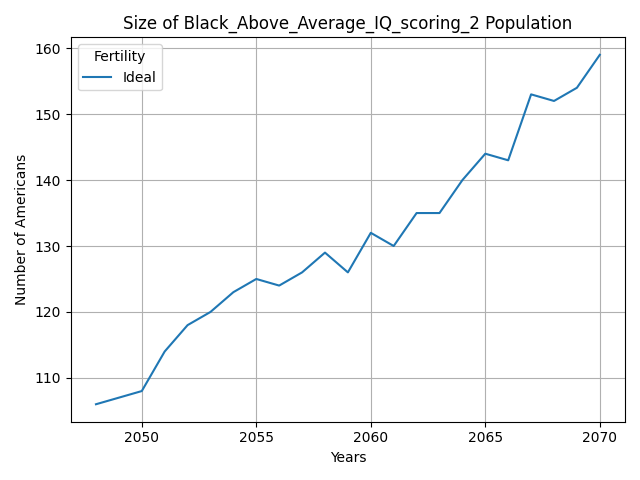 Size of Black_Above_Average_IQ_scoring_2 Population
Fertility
Ideal
160
150
140
130
120
110
Number of Americans
2050 2055 2060 2065 2070
Years